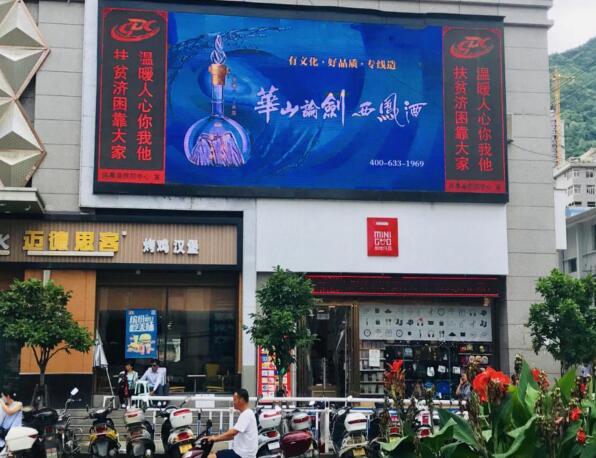 温暖人心你我他
扶贫济困靠大家
有文化·好品质·专线造
華山論劍 西鳳酒
400-633-1969
温暖人心你我他
扶贫济困靠大家
迈德思客
烤鸡 汉堡
MINI
GUO